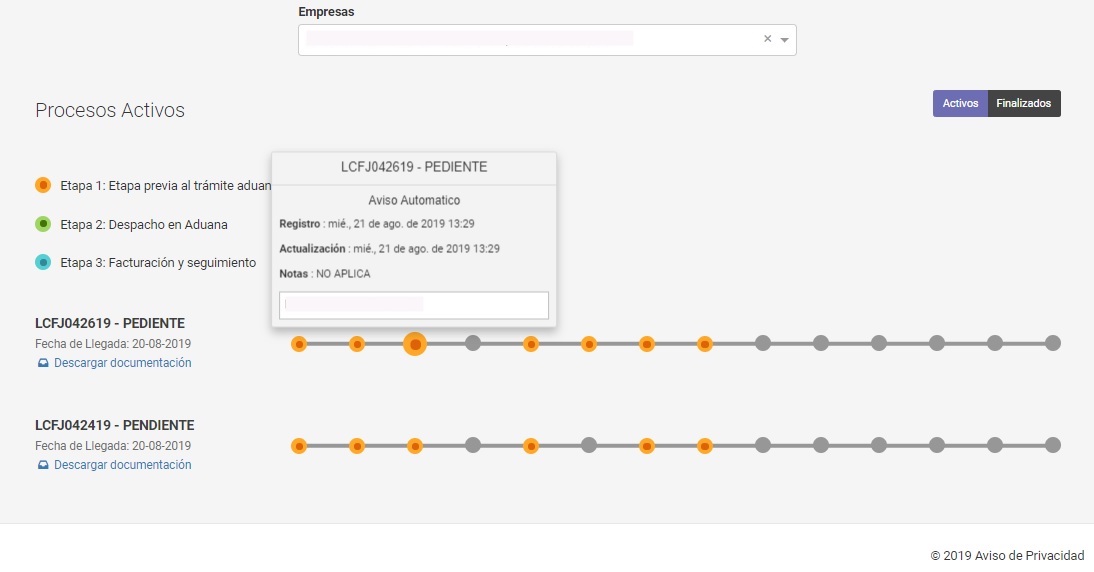 Empresas
Procesos Activos
Activos
Finalizados
LCFJ042619 - PEDIENTE
Aviso Automatico
Registro : mié., 21 de ago. de 2019 13:29
Actualización : mié., 21 de ago. de 2019 13:29
Notas : NO APLICA
Etapa 1: Etapa previa al trámite aduan
Etapa 2: Despacho en Aduana
Etapa 3: Facturación y seguimiento
LCFJ042619 - PEDIENTE
Fecha de Llegada: 20-08-2019
Descargar documentación
LCFJ042419 - PENDIENTE
Fecha de Llegada: 20-08-2019
Descargar documentación
© 2019 Aviso de Privacidad